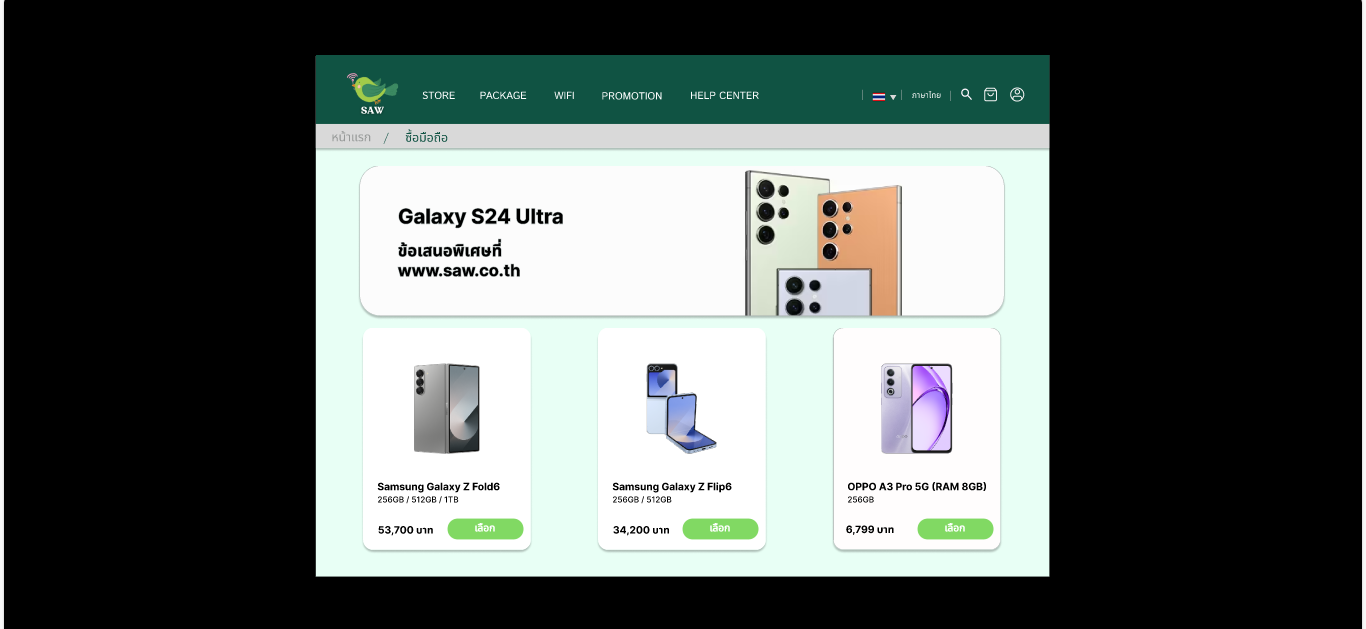 SAW
STORE PACKAGE WIFI PROMOTION HELP CENTER
ภาษาไทย
หน้าแรก / ซื้อมือถือ
Galaxy S24 Ultra
ข้อเสนอพิเศษที่
www.saw.co.th
Samsung Galaxy Z Fold6
256GB / 512GB / 1TB
53,700 บาท เลือก
Samsung Galaxy Z Flip6
256GB / 512GB
34,200 บาท เลือก
OPPO A3 Pro 5G (RAM 8GB)
256GB
6,799 บาท เลือก